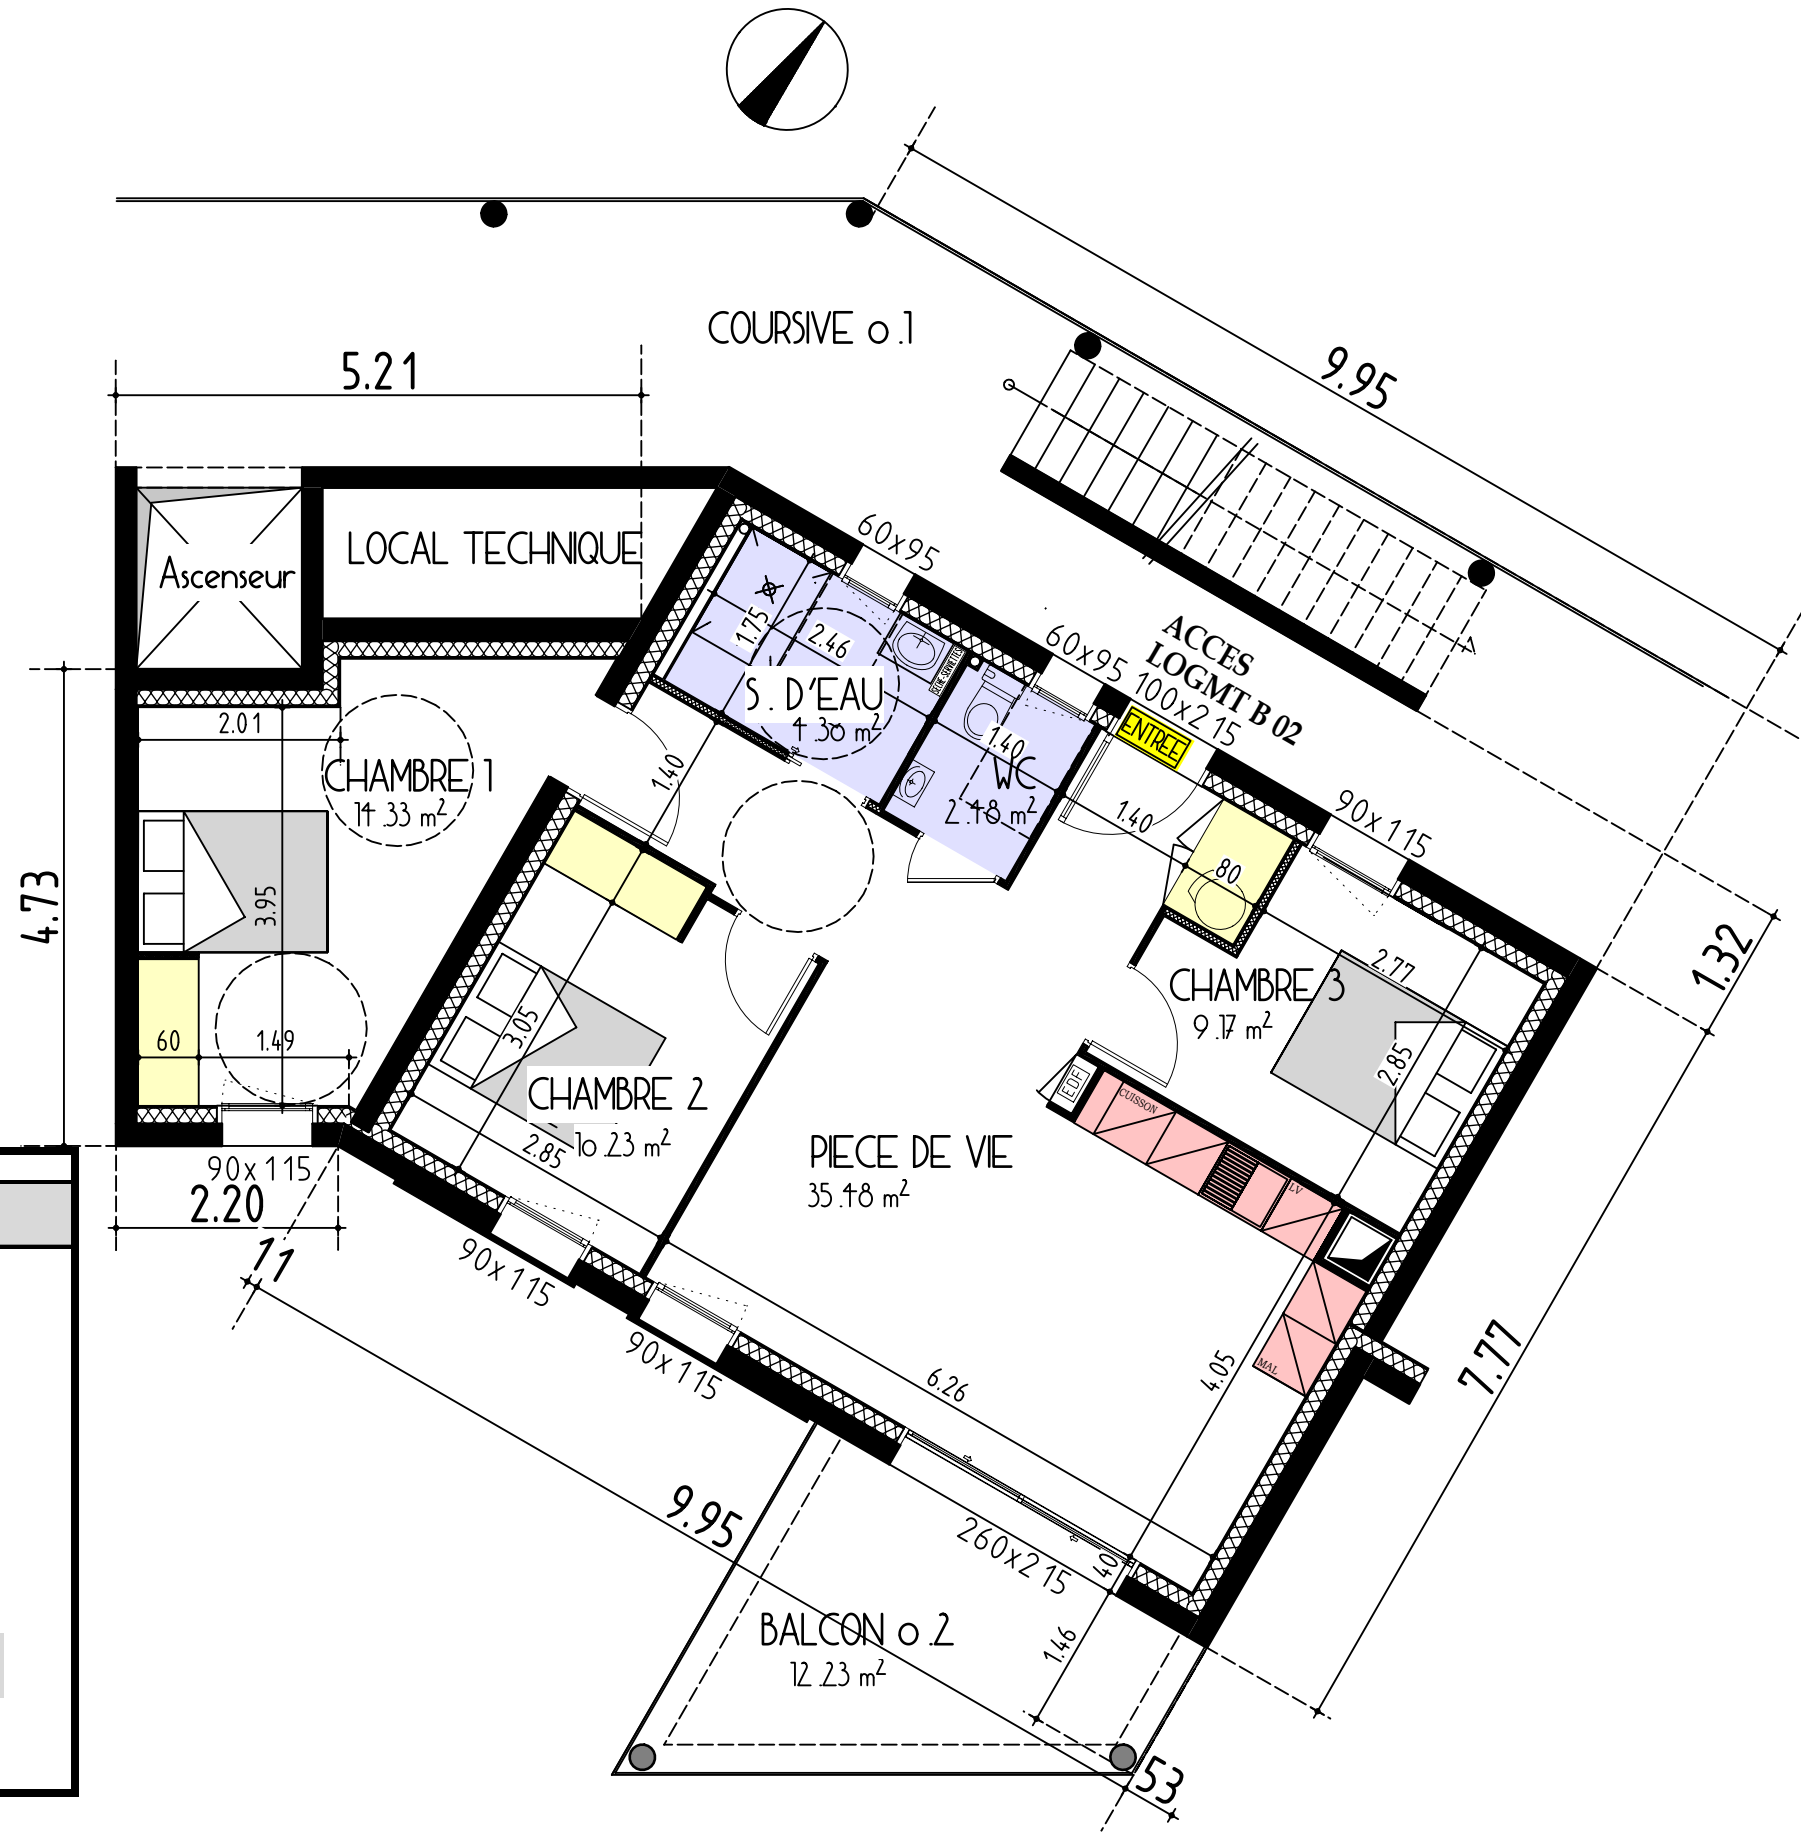 9.95
COURSIVE o.1
5.21
60x95
LOCAL TECHNIQUE
Ascenseur
60x95
ACCES
LOGMT B 02
100x215
ENTREE
1.75
2.46
SECHE-SERVIETTES
S. D'EAU
4.36 m²
1.40
WC
2.48 m²
1.40
1.40
80
90x115
2.01
CHAMBRE 1
14.33 m²
3.95
4.73
60
1.49
90x115
2.20
11
3.05
CHAMBRE 2
10.23 m²
2.85
2.77
CHAMBRE 3
9.17 m²
2.85
1.32
EDF
CUISSON
LV
MAL
PIECE DE VIE
35.48 m²
90x115
90x115
6.26
4.05
7.77
9.95
260x215
40
1.46
BALCON o.2
12.23 m²
53